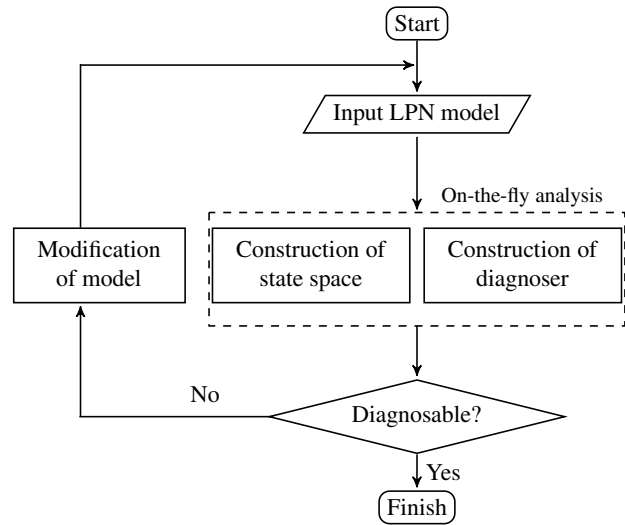 Start
Input LPN model
On-the-fly analysis
Modification
of model
Construction of
state space
Construction of
diagnoser
No
Diagnosable?
Yes
Finish